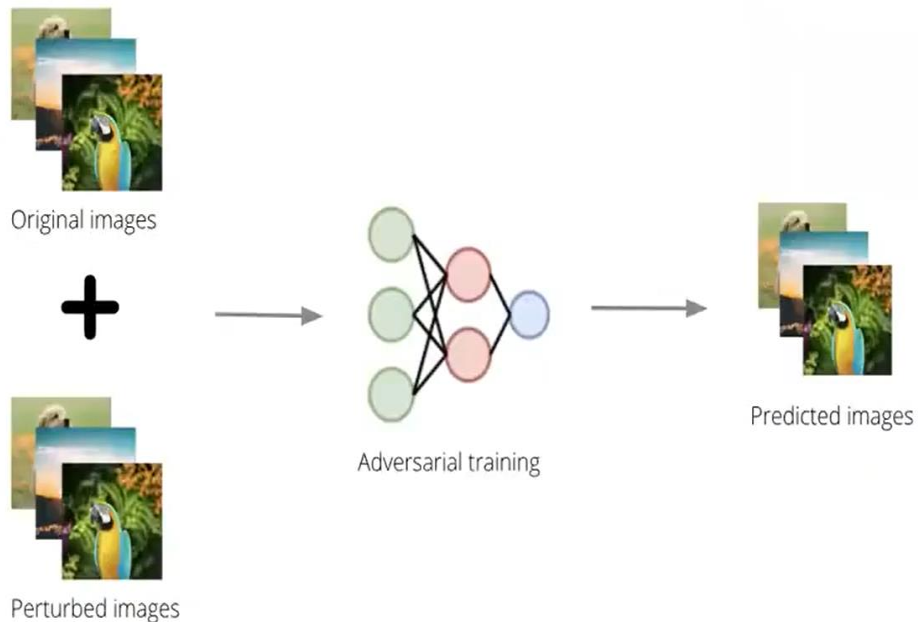 Original images
Adversarial training
Predicted images
Perturbed images